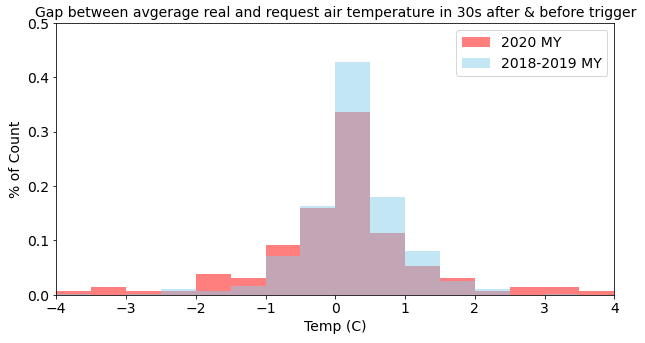 Gap between avgerage real and request air temperature in 30s after & before trigger
0.5
0.4
0.3
0.2
0.1
0.0
% of Count
2020 MY
2018-2019 MY
−4 −3 −2 −1 0 1 2 3 4
Temp (C)